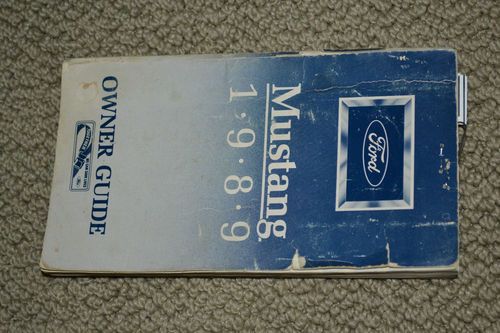 Ford
Mustang
1·9·8·9
OWNER GUIDE